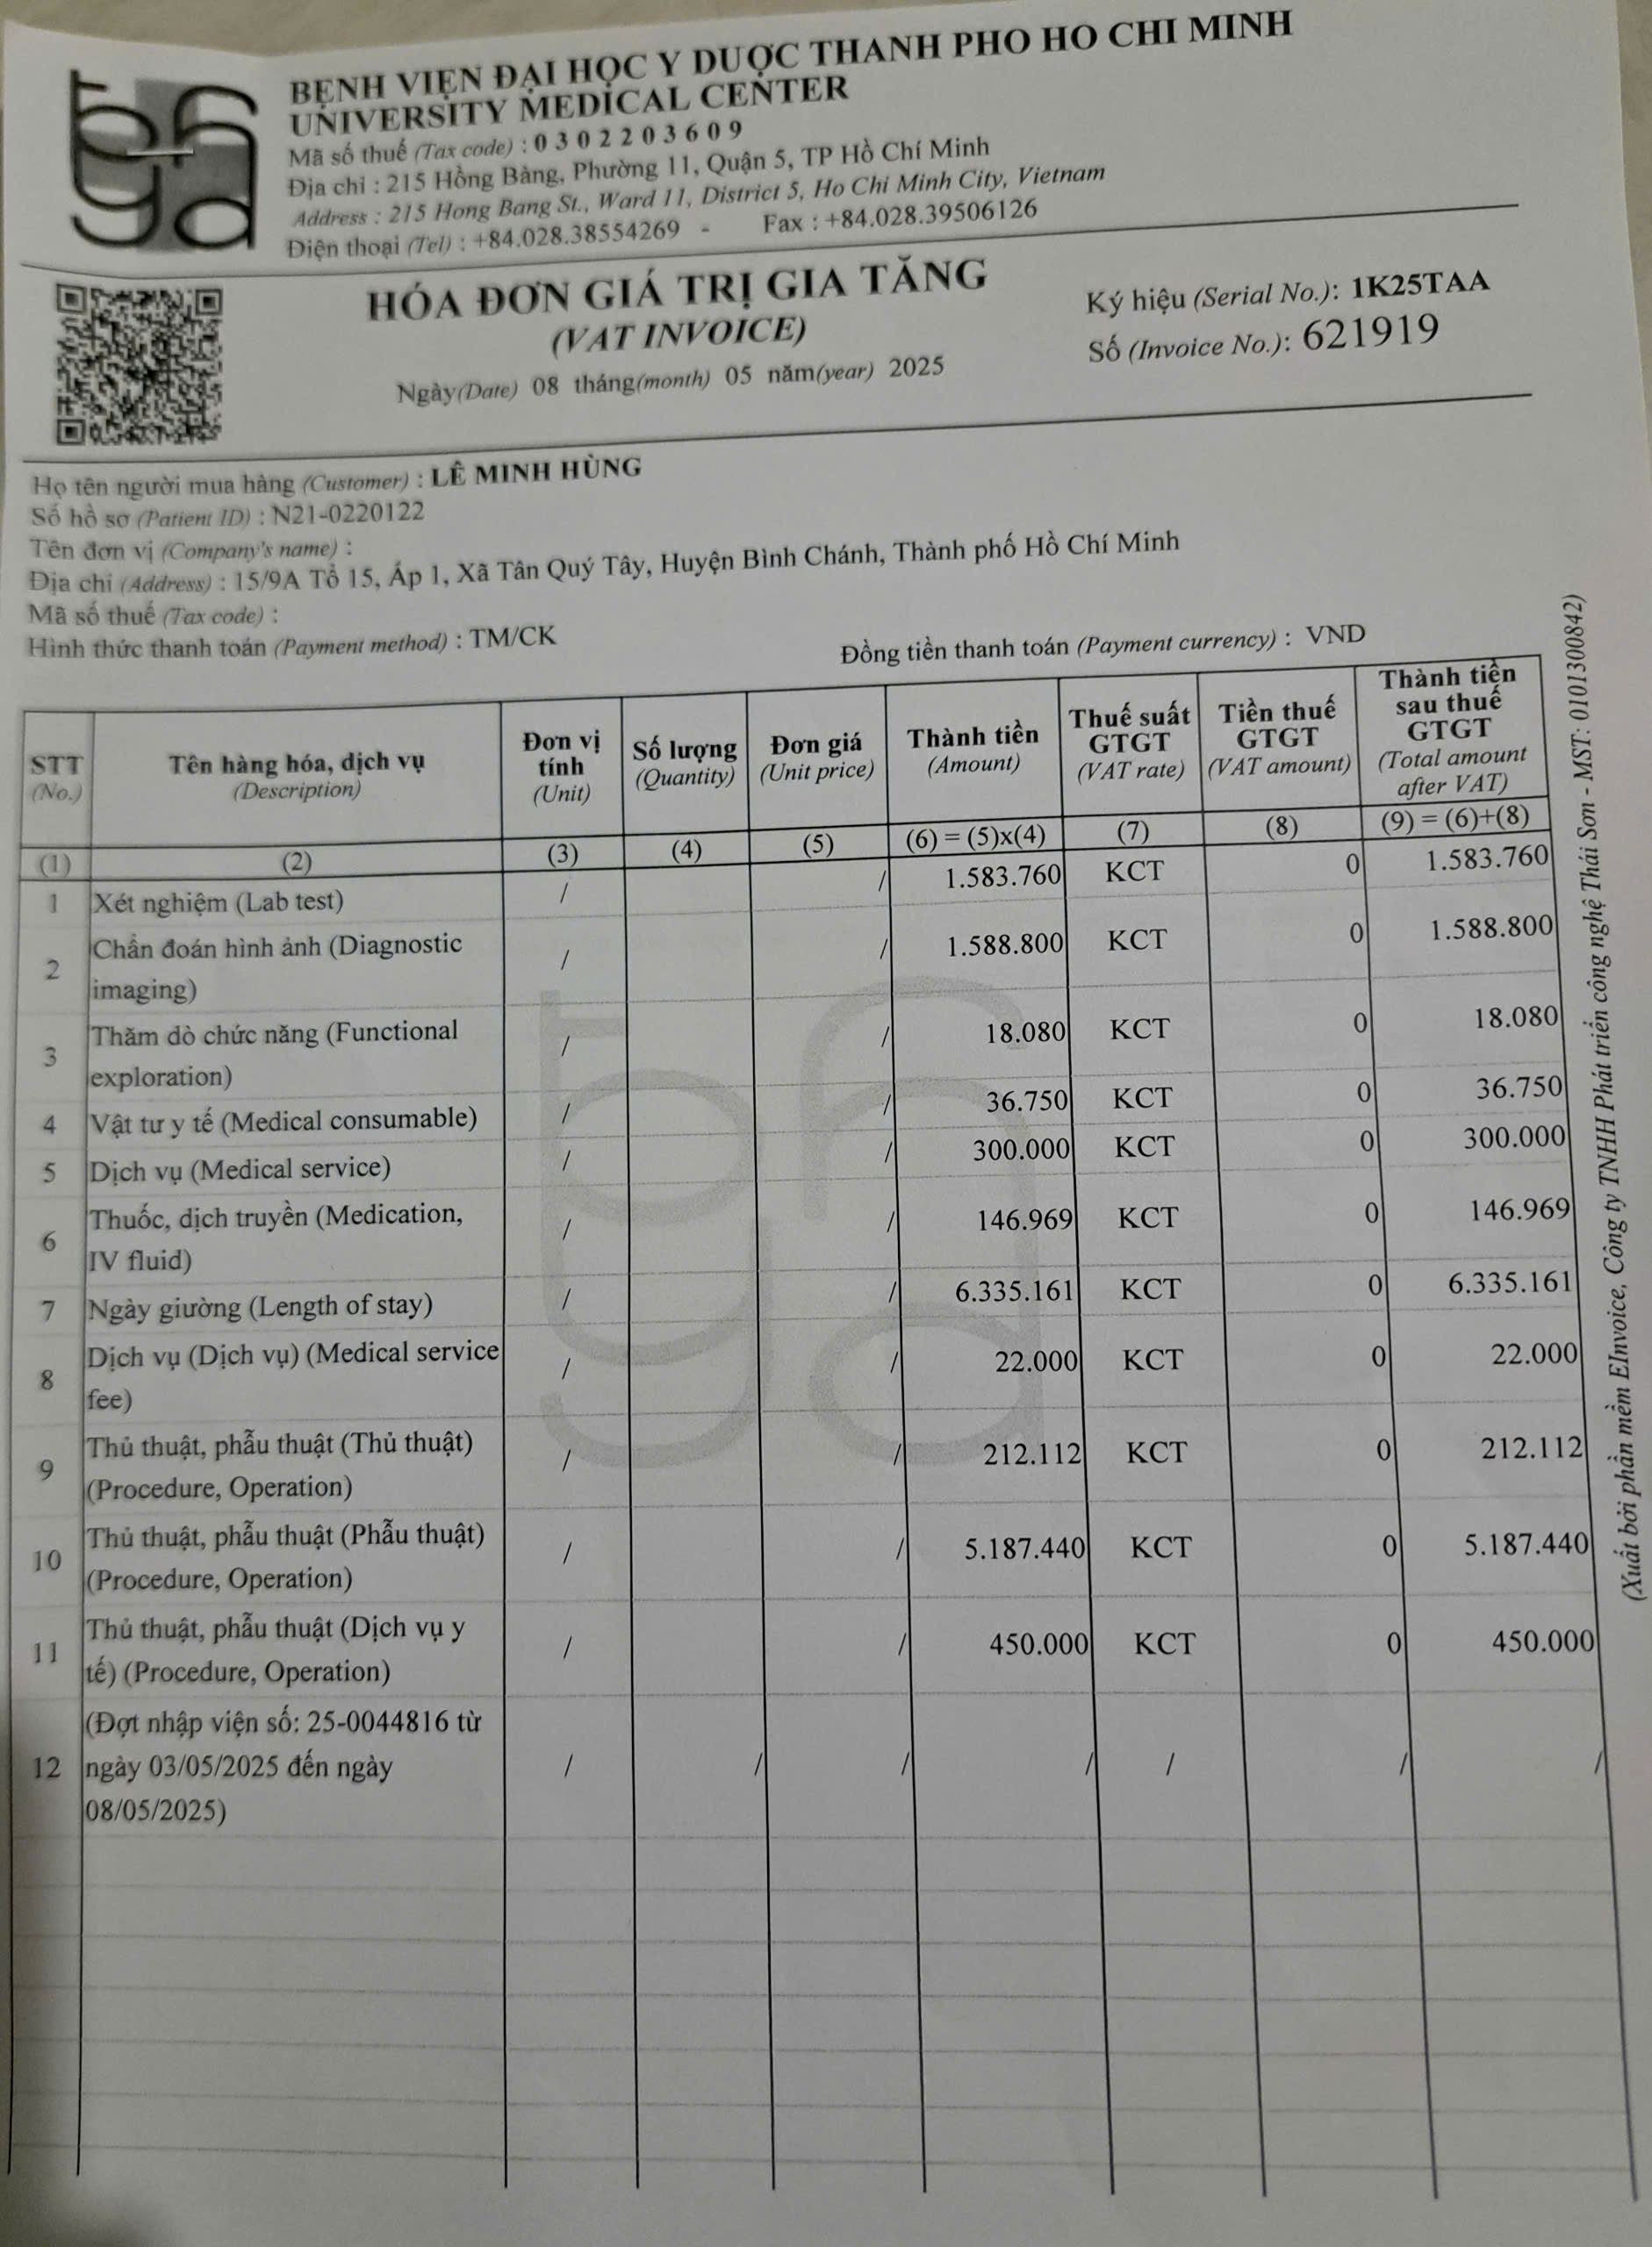 BỆNH VIỆN ĐẠI HỌC Y DƯỢC THANH PHO HO CHI MINH
UNIVERSITY MEDICAL CENTER
Mã số thuế (Tax code) : 0 3 0 2 2 0 3 6 0 9
Địa chỉ : 215 Hồng Bàng, Phường 11, Quận 5, TP Hồ Chí Minh
Address : 215 Hong Bang St., Ward 11, District 5, Ho Chi Minh City, Vietnam
Điện thoại (Tel) : +84.028.38554269 - Fax : +84.028.39506126
HÓA ĐƠN GIÁ TRỊ GIA TĂNG
(VAT INVOICE)
Ngày(Date) 08 tháng(month) 05 năm(year) 2025
Ký hiệu (Serial No.): 1K25TAA
Số (Invoice No.): 621919
Họ tên người mua hàng (Customer) : LÊ MINH HÙNG
Số hồ sơ (Patient ID) : N21-0220122
Tên đơn vị (Company's name) :
Địa chỉ (Address) : 15/9A Tổ 15, Ấp 1, Xã Tân Quý Tây, Huyện Bình Chánh, Thành phố Hồ Chí Minh
Mã số thuế (Tax code) :
Hình thức thanh toán (Payment method) : TM/CK Đồng tiền thanh toán (Payment currency) : VND
STT
(No.)
Tên hàng hóa, dịch vụ
(Description)
Đơn vị
tính
(Unit)
Số lượng
(Quantity)
Đơn giá
(Unit price)
Thành tiền
(Amount)
Thuế suất
GTGT
(VAT rate)
Tiền thuế
GTGT
(VAT amount)
Thành tiền
sau thuế
GTGT
(Total amount
after VAT)
(1) (2) (3) (4) (5) (6) = (5)x(4) (7) (8) (9) = (6)+(8)
1 Xét nghiệm (Lab test) / / 1.583.760 KCT 0 1.583.760
2 Chẩn đoán hình ảnh (Diagnostic
imaging) / / 1.588.800 KCT 0 1.588.800
3 Thăm dò chức năng (Functional
exploration) / / 18.080 KCT 0 18.080
4 Vật tư y tế (Medical consumable) / / 36.750 KCT 0 36.750
5 Dịch vụ (Medical service) / / 300.000 KCT 0 300.000
6 Thuốc, dịch truyền (Medication,
IV fluid) / / 146.969 KCT 0 146.969
7 Ngày giường (Length of stay) / / 6.335.161 KCT 0 6.335.161
8 Dịch vụ (Dịch vụ) (Medical service
fee) / / 22.000 KCT 0 22.000
9 Thủ thuật, phẫu thuật (Thủ thuật)
(Procedure, Operation) / / 212.112 KCT 0 212.112
10 Thủ thuật, phẫu thuật (Phẫu thuật)
(Procedure, Operation) / / 5.187.440 KCT 0 5.187.440
11 Thủ thuật, phẫu thuật (Dịch vụ y
tế) (Procedure, Operation) / / 450.000 KCT 0 450.000
12 (Đợt nhập viện số: 25-0044816 từ
ngày 03/05/2025 đến ngày
08/05/2025) / / / / / / /
(Xuất bởi phần mềm EInvoice, Công ty TNHH Phát triển công nghệ Thái Sơn - MST: 0101300842)